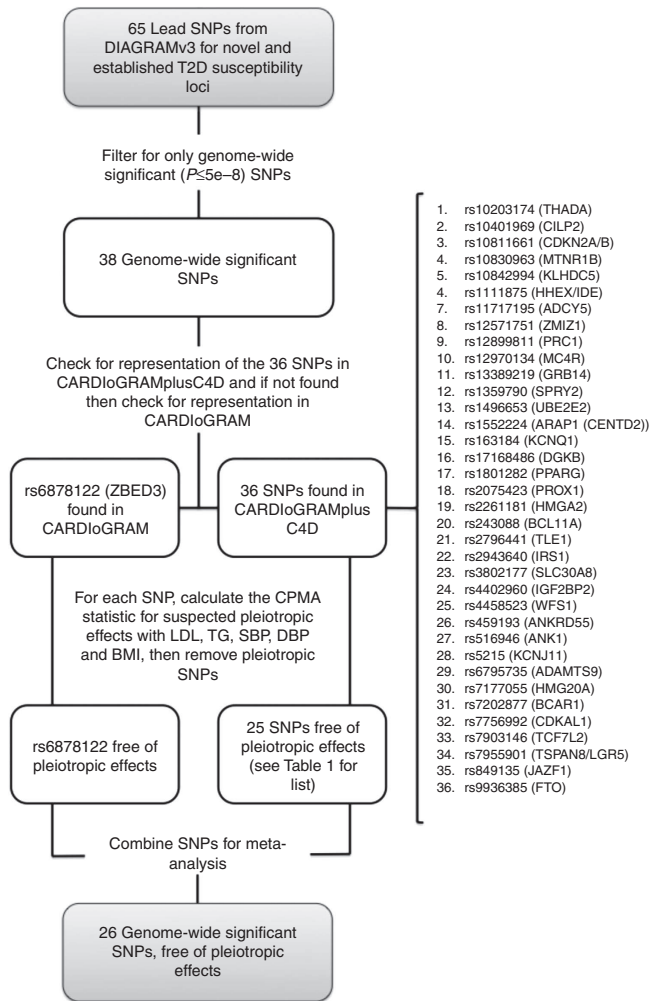 65 Lead SNPs from
DIAGRAMv3 for novel and
established T2D susceptibility
loci
Filter for only genome-wide
significant (P≤5e–8) SNPs
38 Genome-wide significant
SNPs
Check for representation of the 36 SNPs in
CARDIoGRAMplusC4D and if not found
then check for representation in
CARDIoGRAM
rs6878122 (ZBED3)
found in
CARDIoGRAM
36 SNPs found in
CARDIOGRAMplus
C4D
For each SNP, calculate the CPMA
statistic for suspected pleiotropic
effects with LDL, TG, SBP, DBP
and BMI, then remove pleiotropic
SNPs
rs6878122 free of
pleiotropic effects
25 SNPs free of
pleiotropic effects
(see Table 1 for
list)
Combine SNPs for meta-
analysis
26 Genome-wide significant
SNPs, free of pleiotropic
effects
1. rs10203174 (THADA)
2. rs10401969 (CILP2)
3. rs10811661 (CDKN2A/B)
4. rs10830963 (MTNR1B)
5. rs10842994 (KLHDC5)
4. rs1111875 (HHEX/IDE)
7. rs11717195 (ADCY5)
8. rs12571751 (ZMIZ1)
9. rs12899811 (PRC1)
10. rs12970134 (MC4R)
11. rs13389219 (GRB14)
12. rs1359790 (SPRY2)
13. rs1496653 (UBE2E2)
14. rs1552224 (ARAP1 (CENTD2))
15. rs163184 (KCNQ1)
16. rs17168486 (DGKB)
17. rs1801282 (PPARG)
18. rs2075423 (PROX1)
19. rs2261181 (HMGA2)
20. rs243088 (BCL11A)
21. rs2796441 (TLE1)
22. rs2943640 (IRS1)
23. rs3802177 (SLC30A8)
24. rs4402960 (IGF2BP2)
25. rs4458523 (WFS1)
26. rs459193 (ANKRD55)
27. rs516946 (ANK1)
28. rs5215 (KCNJ11)
29. rs6795735 (ADAMTS9)
30. rs7177055 (HMG20A)
31. rs7202877 (BCAR1)
32. rs7756992 (CDKAL1)
33. rs7903146 (TCF7L2)
34. rs7955901 (TSPAN8/LGR5)
35. rs849135 (JAZF1)
36. rs9936385 (FTO)